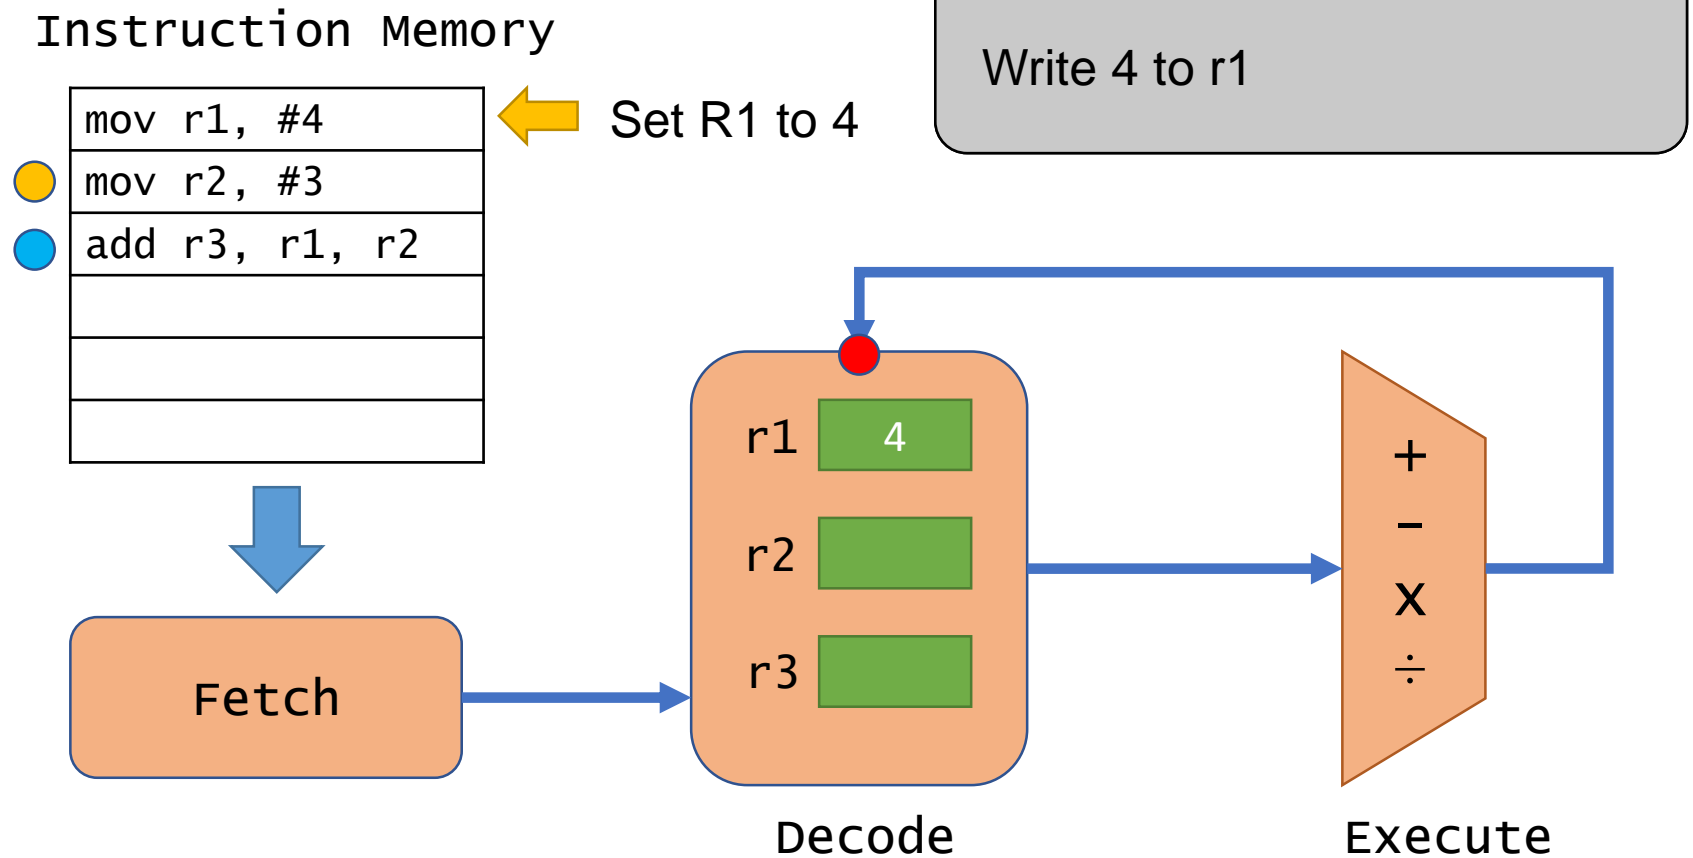 Instruction Memory
Write 4 to r1
mov r1, #4
Set R1 to 4
mov r2, #3
add r3, r1, r2
r1 4
r2
r3
+
-
x
÷
Fetch
Decode
Execute